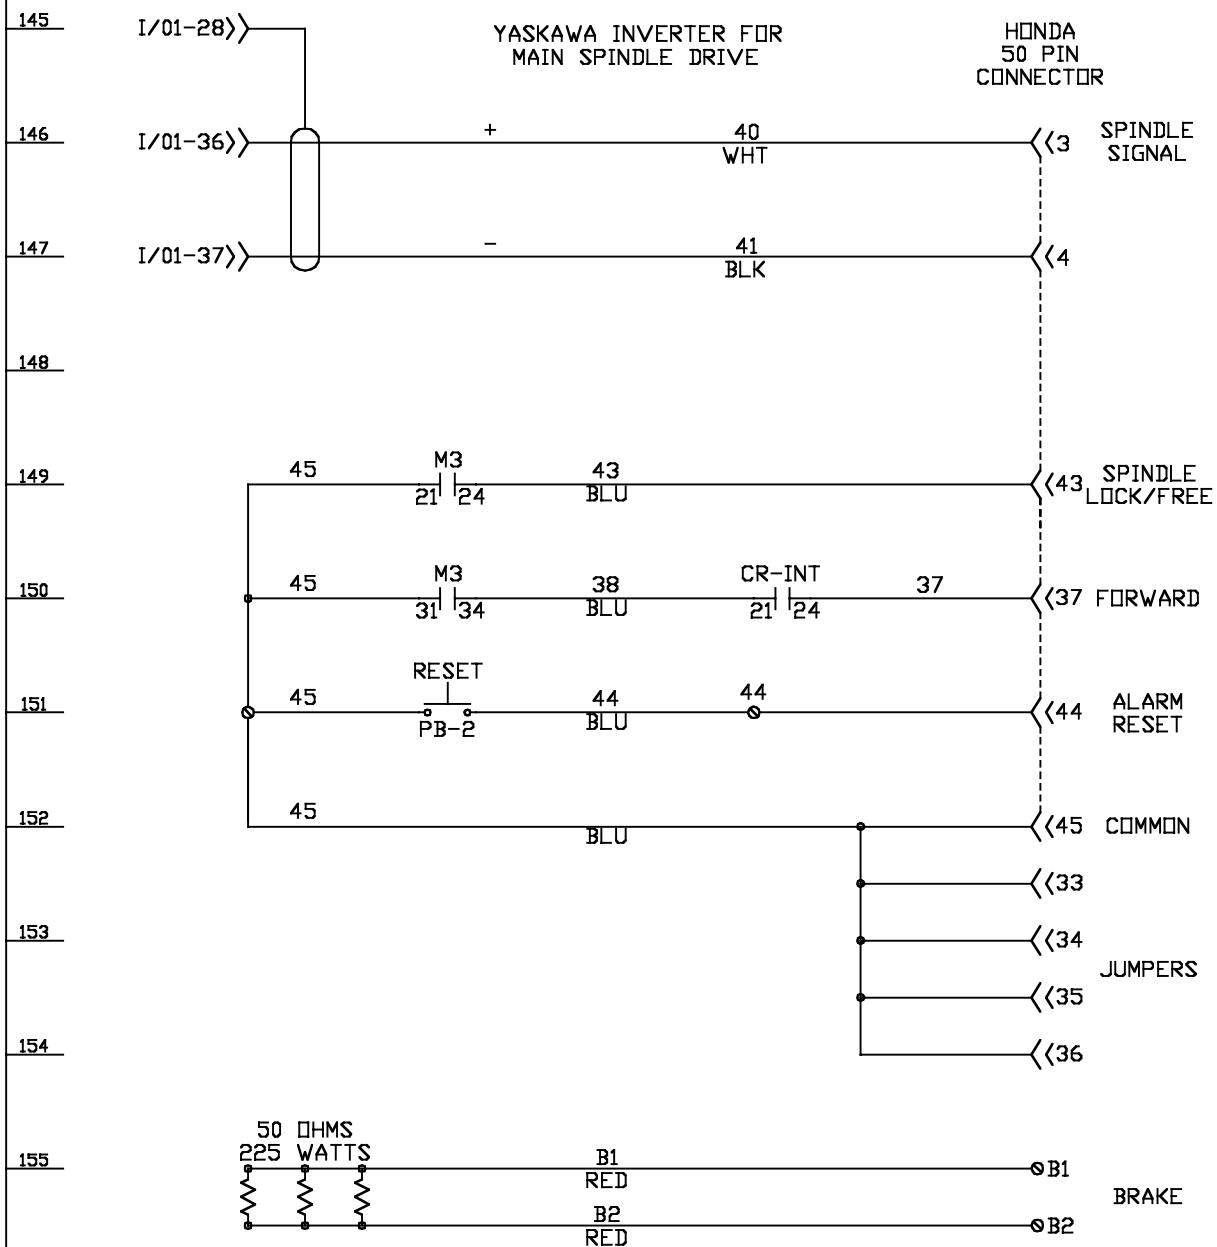 145
I/01-28
YASKAWA INVERTER FOR
MAIN SPINDLE DRIVE
HONDA
50 PIN
CONNECTOR
146
I/01-36
+
40
WHT
3
SPINDLE
SIGNAL
147
I/01-37
-
41
BLK
4
148
149
45
M3
21 24
43
BLU
43
SPINDLE
LOCK/FREE
150
45
M3
31 34
38
BLU
CR-INT
21 24
37
37 FORWARD
151
45
RESET
PB-2
44
BLU
44
44
ALARM
RESET
152
45
BLU
45 COMMON
33
153
34
JUMPERS
35
154
36
50 OHMS
225 WATTS
155
B1
RED
B1
BRAKE
B2
RED
B2